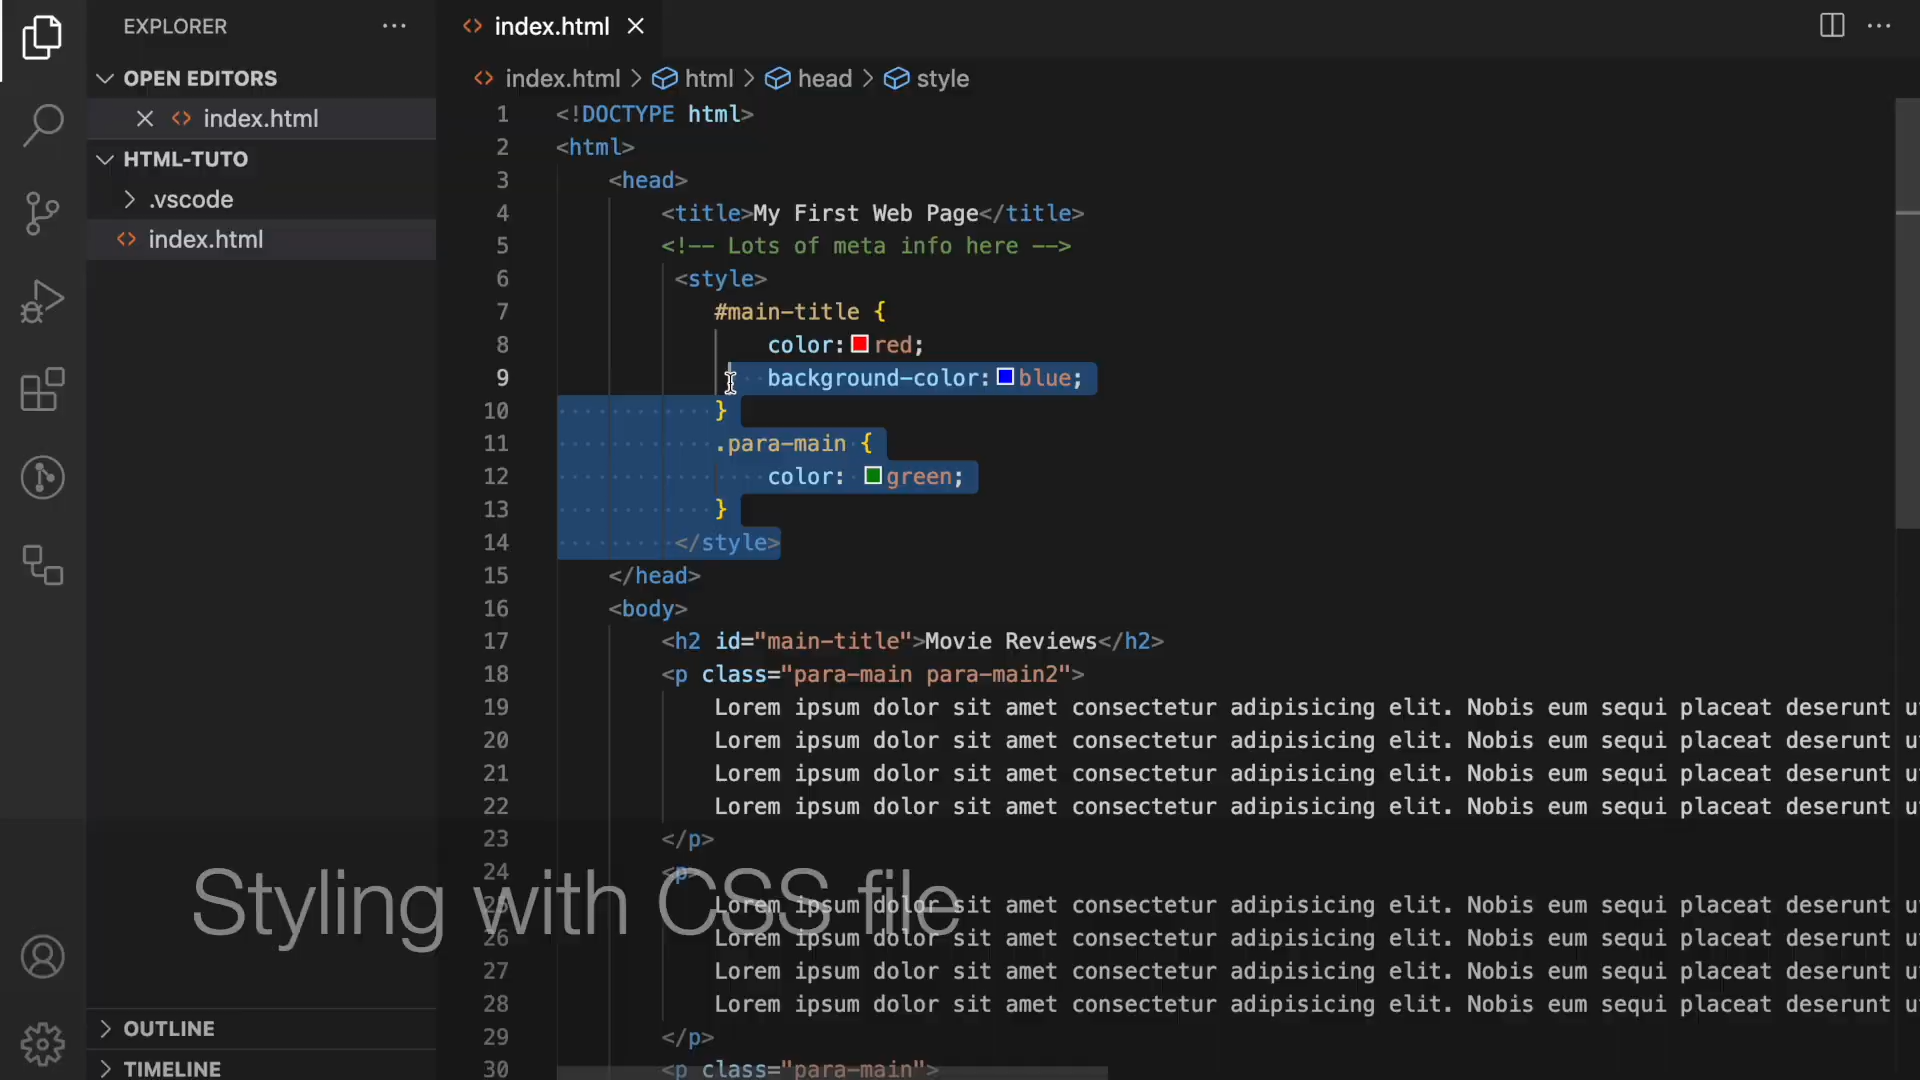 EXPLORER
OPEN EDITORS
index.html
HTML-TUTO
.vscode
index.html
OUTLINE
TIMELINE
index.html
index.html > html > head > style
1 <!DOCTYPE html>
2 <html>
3 <head>
4 <title>My First Web Page</title>
5 <!-- Lots of meta info here -->
6 <style>
7 #main-title {
8 color: red;
9 background-color: blue;
10 }
11 .para-main {
12 color: green;
13 }
14 </style>
15 </head>
16 <body>
17 <h2 id="main-title">Movie Reviews</h2>
18 <p class="para-main para-main2">
19 Lorem ipsum dolor sit amet consectetur adipisicing elit. Nobis eum sequi placeat deserunt
20 Lorem ipsum dolor sit amet consectetur adipisicing elit. Nobis eum sequi placeat deserunt
21 Lorem ipsum dolor sit amet consectetur adipisicing elit. Nobis eum sequi placeat deserunt
22 Lorem ipsum dolor sit amet consectetur adipisicing elit. Nobis eum sequi placeat deserunt
23 </p>
24 <p>
25 Lorem ipsum dolor sit amet consectetur adipisicing elit. Nobis eum sequi placeat deserunt
26 Lorem ipsum dolor sit amet consectetur adipisicing elit. Nobis eum sequi placeat deserunt
27 Lorem ipsum dolor sit amet consectetur adipisicing elit. Nobis eum sequi placeat deserunt
28 Lorem ipsum dolor sit amet consectetur adipisicing elit. Nobis eum sequi placeat deserunt
29 </p>
30 <p class="para-main">
Styling with CSS file